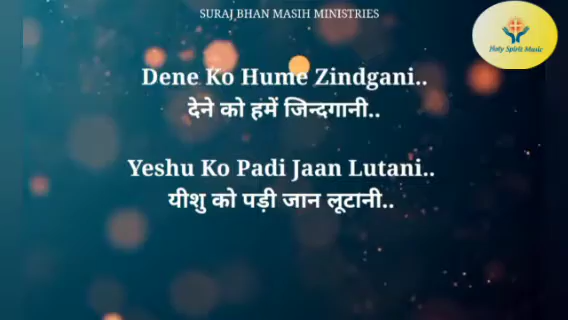 SURAJ BHAN MASIH MINISTRIES
Holy Spirit Music
Dene Ko Hume Zindgani..
देने को हमें जिन्दगानी..
Yeshu Ko Padi Jaan Lutani..
यीशु को पड़ी जान लूटानी..